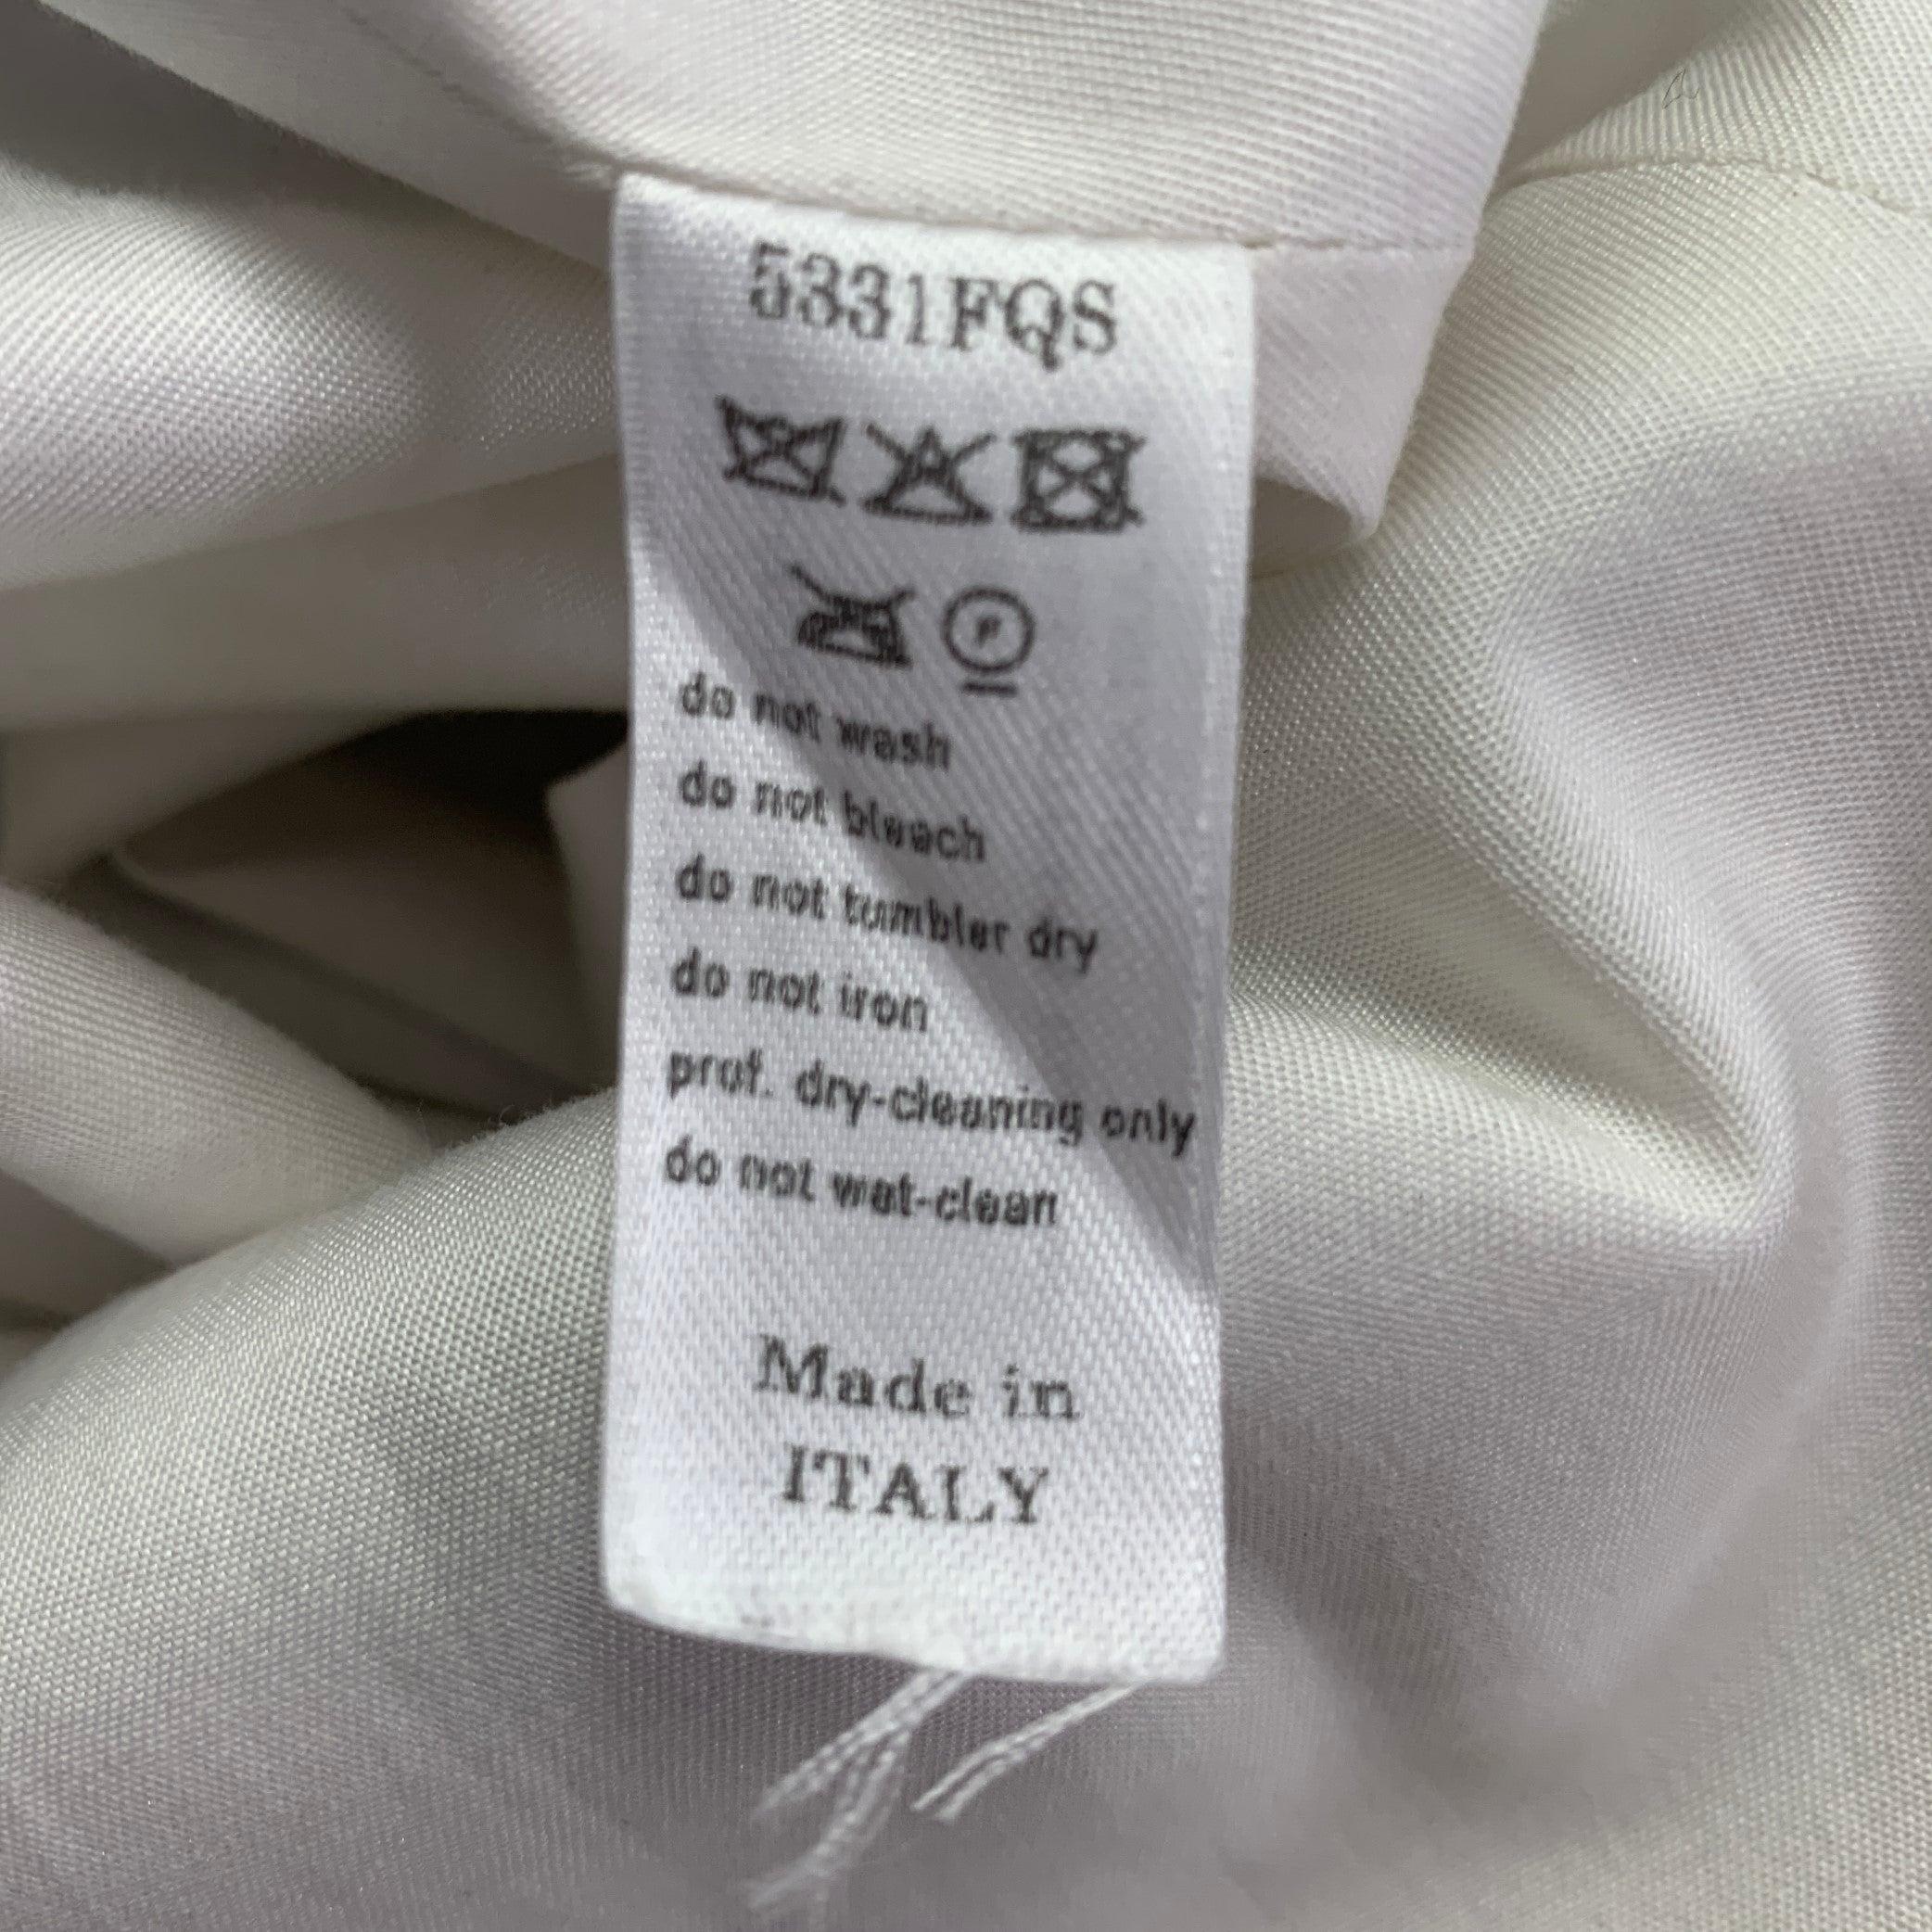 5331FQS
P
do not wash
do not bleach
do not tumbler dry
do not iron
prof. dry-cleaning only
do not wet-clean
Made in
ITALY